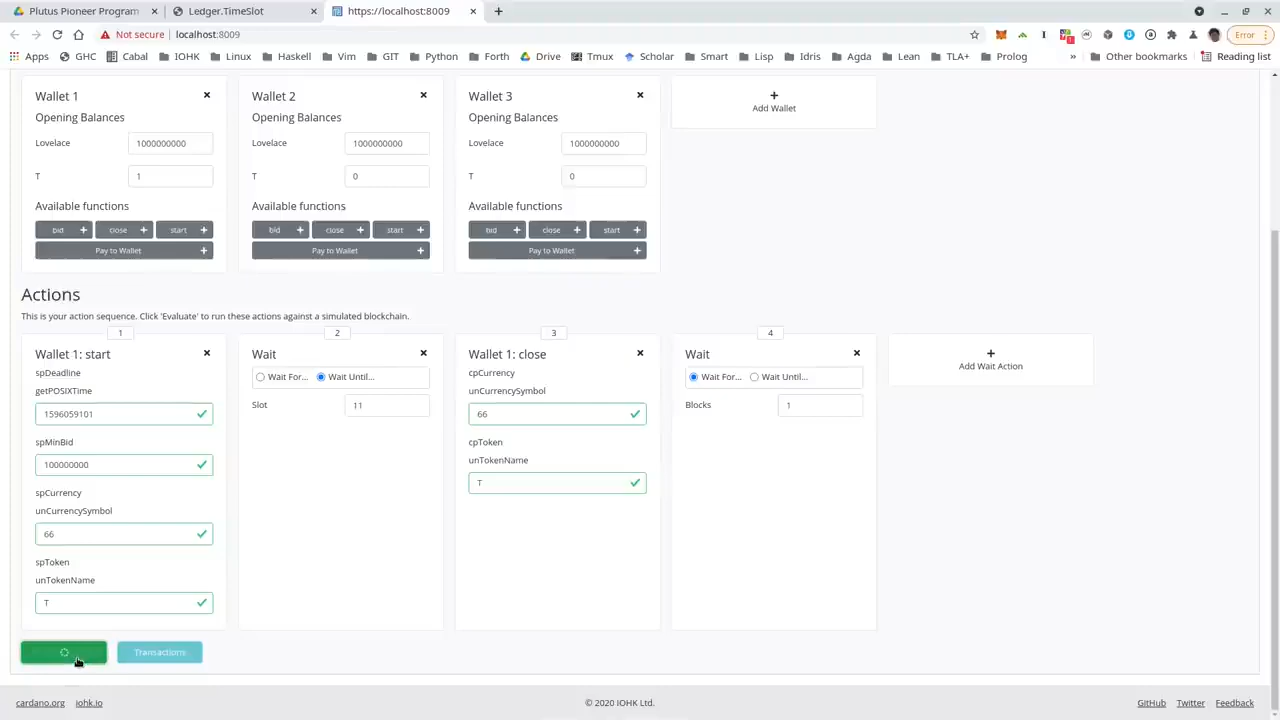 Plutus Pioneer Program
Ledger.TimeSlot
https://localhost:8009
Not secure
localhost:8009
Error
Apps
GHC
Cabal
IOHK
Linux
Haskell
Vim
GIT
Python
Forth
Drive
Tmux
Scholar
Smart
Lisp
Idris
Agda
Lean
TLA+
Prolog
»
Other bookmarks
Reading list
Wallet 1
Wallet 2
Wallet 3
+
Add Wallet
Opening Balances
Opening Balances
Opening Balances
Lovelace 1000000000
Lovelace 1000000000
Lovelace 1000000000
T 1
T 0
T 0
Available functions
Available functions
Available functions
bid + close + start +
bid + close + start +
bid + close + start +
Pay to Wallet +
Pay to Wallet +
Pay to Wallet +
Actions
This is your action sequence. Click 'Evaluate' to run these actions against a simulated blockchain.
1
Wallet 1: start
spDeadline
getPOSIXTime
1596059101
spMinBid
100000000
spCurrency
unCurrencySymbol
66
spToken
unTokenName
T
2
Wait
Wait For... Wait Until...
Slot 11
3
Wallet 1: close
cpCurrency
unCurrencySymbol
66
cpToken
unTokenName
T
4
Wait
Wait For... Wait Until...
Blocks 1
+
Add Wait Action
Transactions
cardano.org iohk.io
© 2020 IOHK Ltd.
GitHub Twitter Feedback